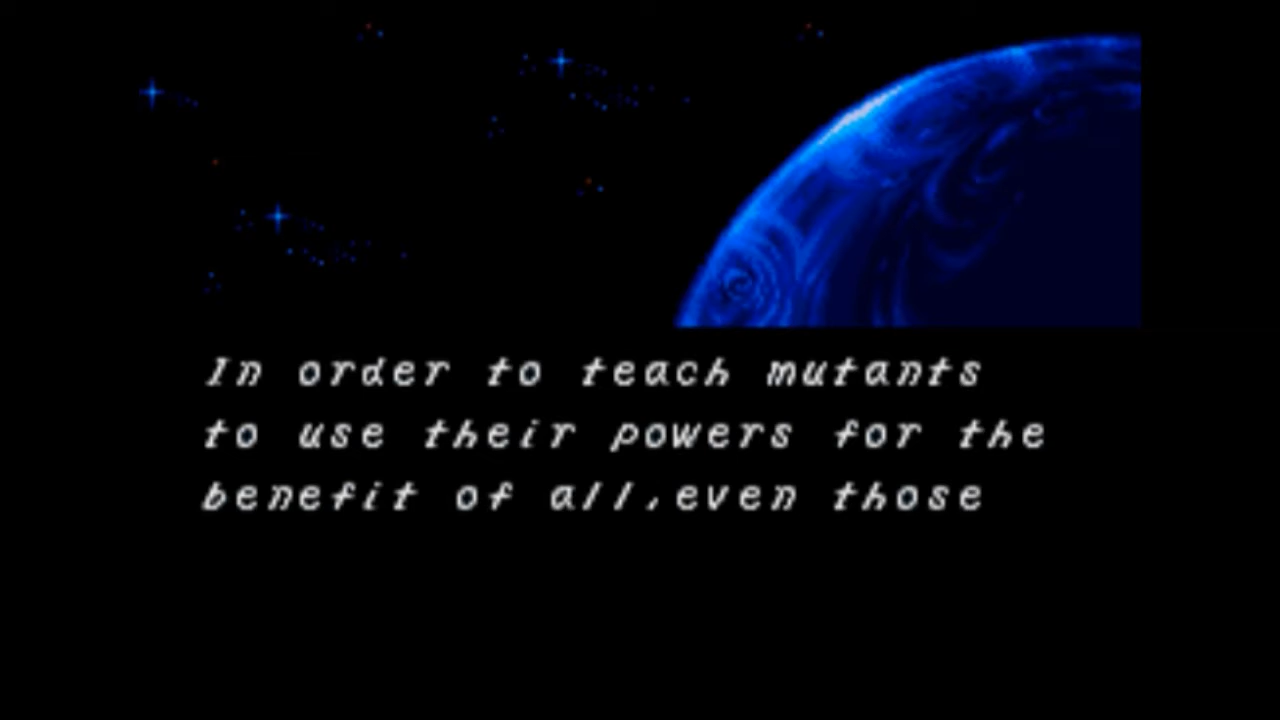 In order to teach mutants
to use their powers for the
benefit of all,even those